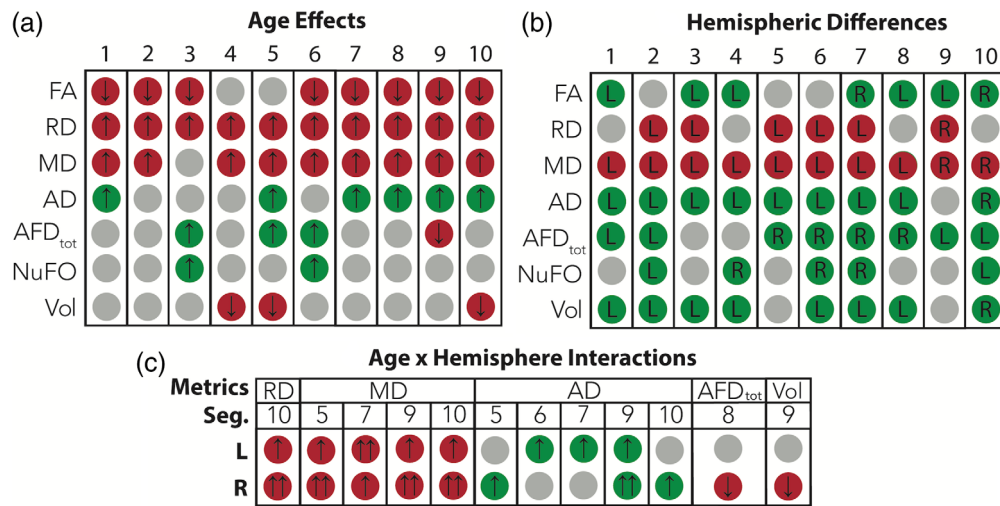 (a) Age Effects
1 2 3 4 5 6 7 8 9 10
FA ↓ ↓ ↓ ↓ ↓ ↓ ↓ ↓
RD ↑ ↑ ↑ ↑ ↑ ↑ ↑ ↑ ↑ ↑
MD ↑ ↑ ↑ ↑ ↑ ↑ ↑ ↑ ↑
AD ↑ ↑ ↑ ↑ ↑ ↑
AFDtot ↑ ↑ ↑ ↓
NuFO ↑ ↑
Vol ↓ ↓ ↓
(b) Hemispheric Differences
1 2 3 4 5 6 7 8 9 10
FA L L L R L L R
RD L L L L L R
MD L L L L L L L L R R
AD L L L L L L L L R
AFDtot L L R R R R L L
NuFO L R R R L
Vol L L L L L L L R
(c) Age x Hemisphere Interactions
Metrics RD MD AD AFDtot Vol
Seg. 10 5 7 9 10 5 6 7 9 10 8 9
L ↑ ↑ ↑↑ ↑ ↑ ↑ ↑ ↑
R ↑↑ ↑↑ ↑ ↑↑ ↑↑ ↑ ↑↑ ↑ ↓ ↓